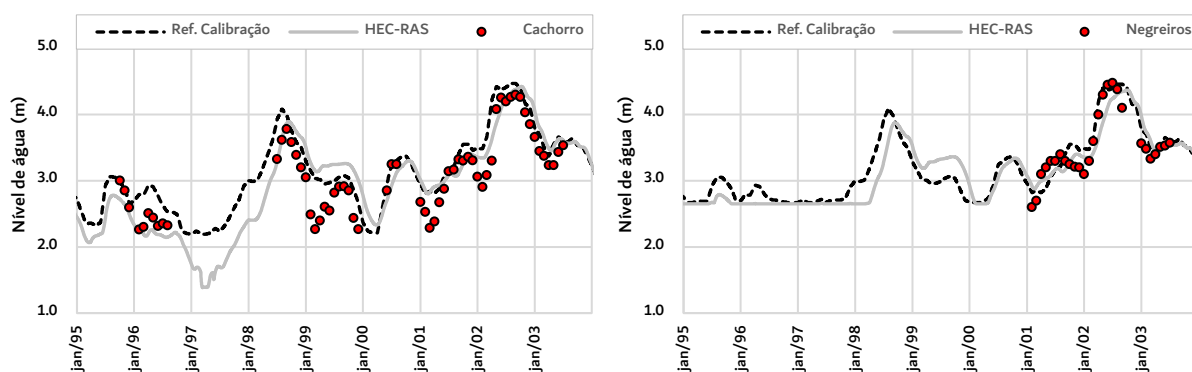 Ref. Calibração HEC-RAS Cachorro
Nível de água (m)
5.0
4.0
3.0
2.0
1.0
jan/95 jan/96 jan/97 jan/98 jan/99 jan/00 jan/01 jan/02 jan/03
Ref. Calibração HEC-RAS Negreiros
Nível de água (m)
5.0
4.0
3.0
2.0
1.0
jan/95 jan/96 jan/97 jan/98 jan/99 jan/00 jan/01 jan/02 jan/03